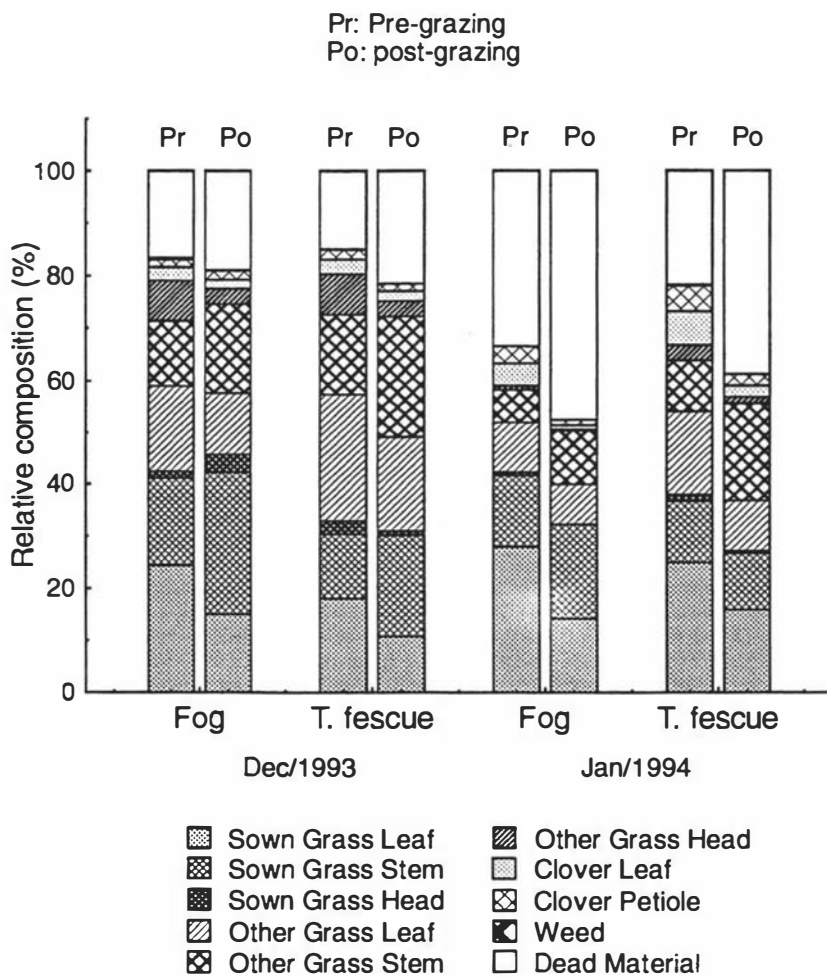 Pr: Pre-grazing
Po: post-grazing
Pr Po Pr Po Pr Po Pr Po
100
80
60
40
20
0
Relative composition (%)
Fog T. fescue Fog T. fescue
Dec/1993 Jan/1994
Sown Grass Leaf
Sown Grass Stem
Sown Grass Head
Other Grass Leaf
Other Grass Stem
Other Grass Head
Clover Leaf
Clover Petiole
Weed
Dead Material